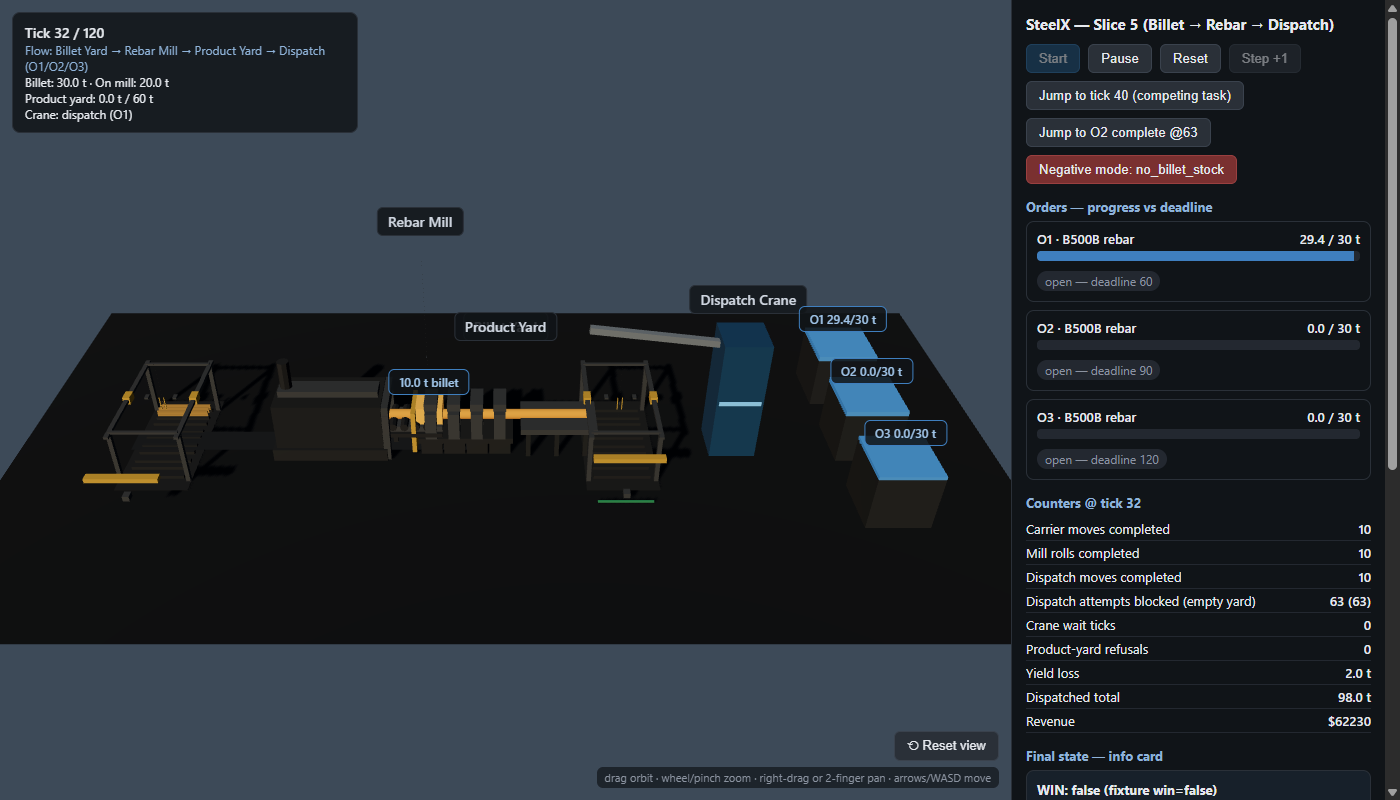 Tick 32 / 120
Flow: Billet Yard → Rebar Mill → Product Yard → Dispatch
(O1/O2/O3)
Billet: 30.0 t · On mill: 20.0 t
Product yard: 0.0 t / 60 t
Crane: dispatch (O1)
Rebar Mill
Dispatch Crane
Product Yard
O1 29.4/30 t
O2 0.0/30 t
10.0 t billet
O3 0.0/30 t
⟲ Reset view
drag orbit · wheel/pinch zoom · right-drag or 2-finger pan · arrows/WASD move
SteelX — Slice 5 (Billet → Rebar → Dispatch)
Start Pause Reset Step +1
Jump to tick 40 (competing task)
Jump to O2 complete @63
Negative mode: no_billet_stock
Orders — progress vs deadline
O1 · B500B rebar 29.4 / 30 t
open — deadline 60
O2 · B500B rebar 0.0 / 30 t
open — deadline 90
O3 · B500B rebar 0.0 / 30 t
open — deadline 120
Counters @ tick 32
Carrier moves completed 10
Mill rolls completed 10
Dispatch moves completed 10
Dispatch attempts blocked (empty yard) 63 (63)
Crane wait ticks 0
Product-yard refusals 0
Yield loss 2.0 t
Dispatched total 98.0 t
Revenue $62230
Final state — info card
WIN: false (fixture win=false)